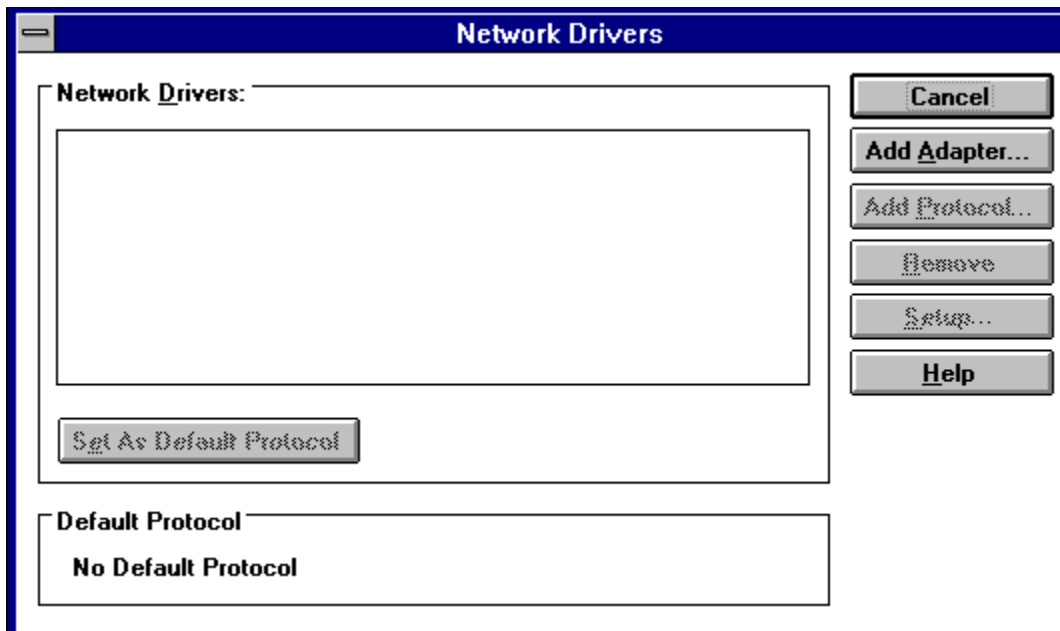 Network Drivers
Network Drivers:
Cancel
Add Adapter...
Add Protocol...
Remove
Setup...
Help
Set As Default Protocol
Default Protocol
No Default Protocol